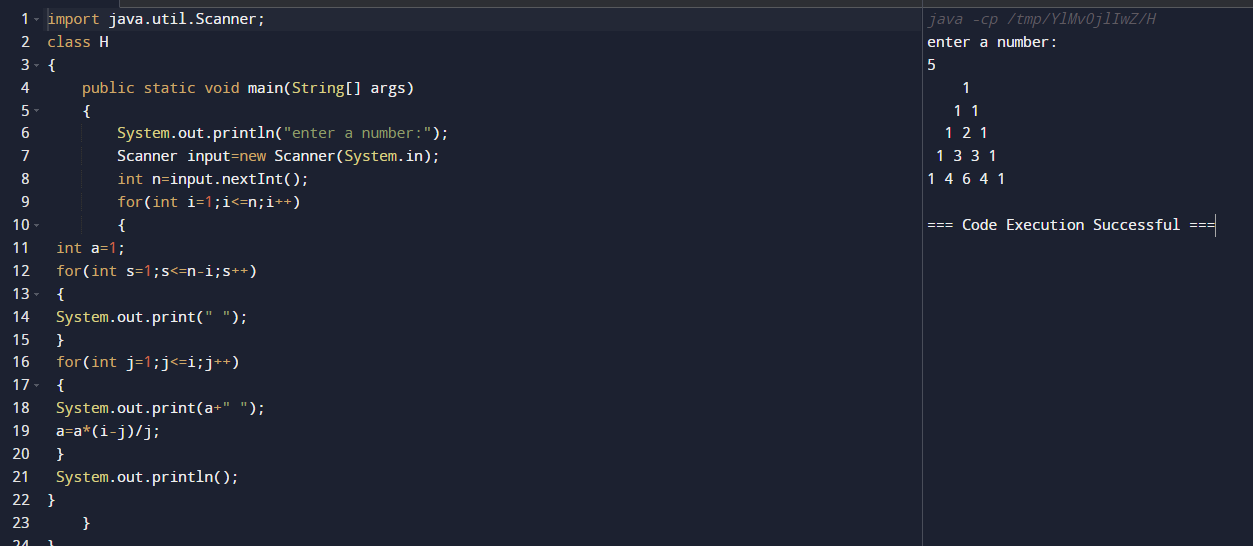 1 import java.util.Scanner;
2 class H
3 {
4     public static void main(String[] args)
5     {
6         System.out.println("enter a number:");
7         Scanner input=new Scanner(System.in);
8         int n=input.nextInt();
9         for(int i=1;i<=n;i++)
10         {
11  int a=1;
12  for(int s=1;s<=n-i;s++)
13  {
14  System.out.print(" ");
15  }
16  for(int j=1;j<=i;j++)
17  {
18  System.out.print(a+" ");
19  a=a*(i-j)/j;
20  }
21  System.out.println();
22 }
23     }
24 }
java -cp /tmp/YlMvOjlIwZ/H
enter a number:
5
    1
   1 1
  1 2 1
 1 3 3 1
1 4 6 4 1
=== Code Execution Successful ===